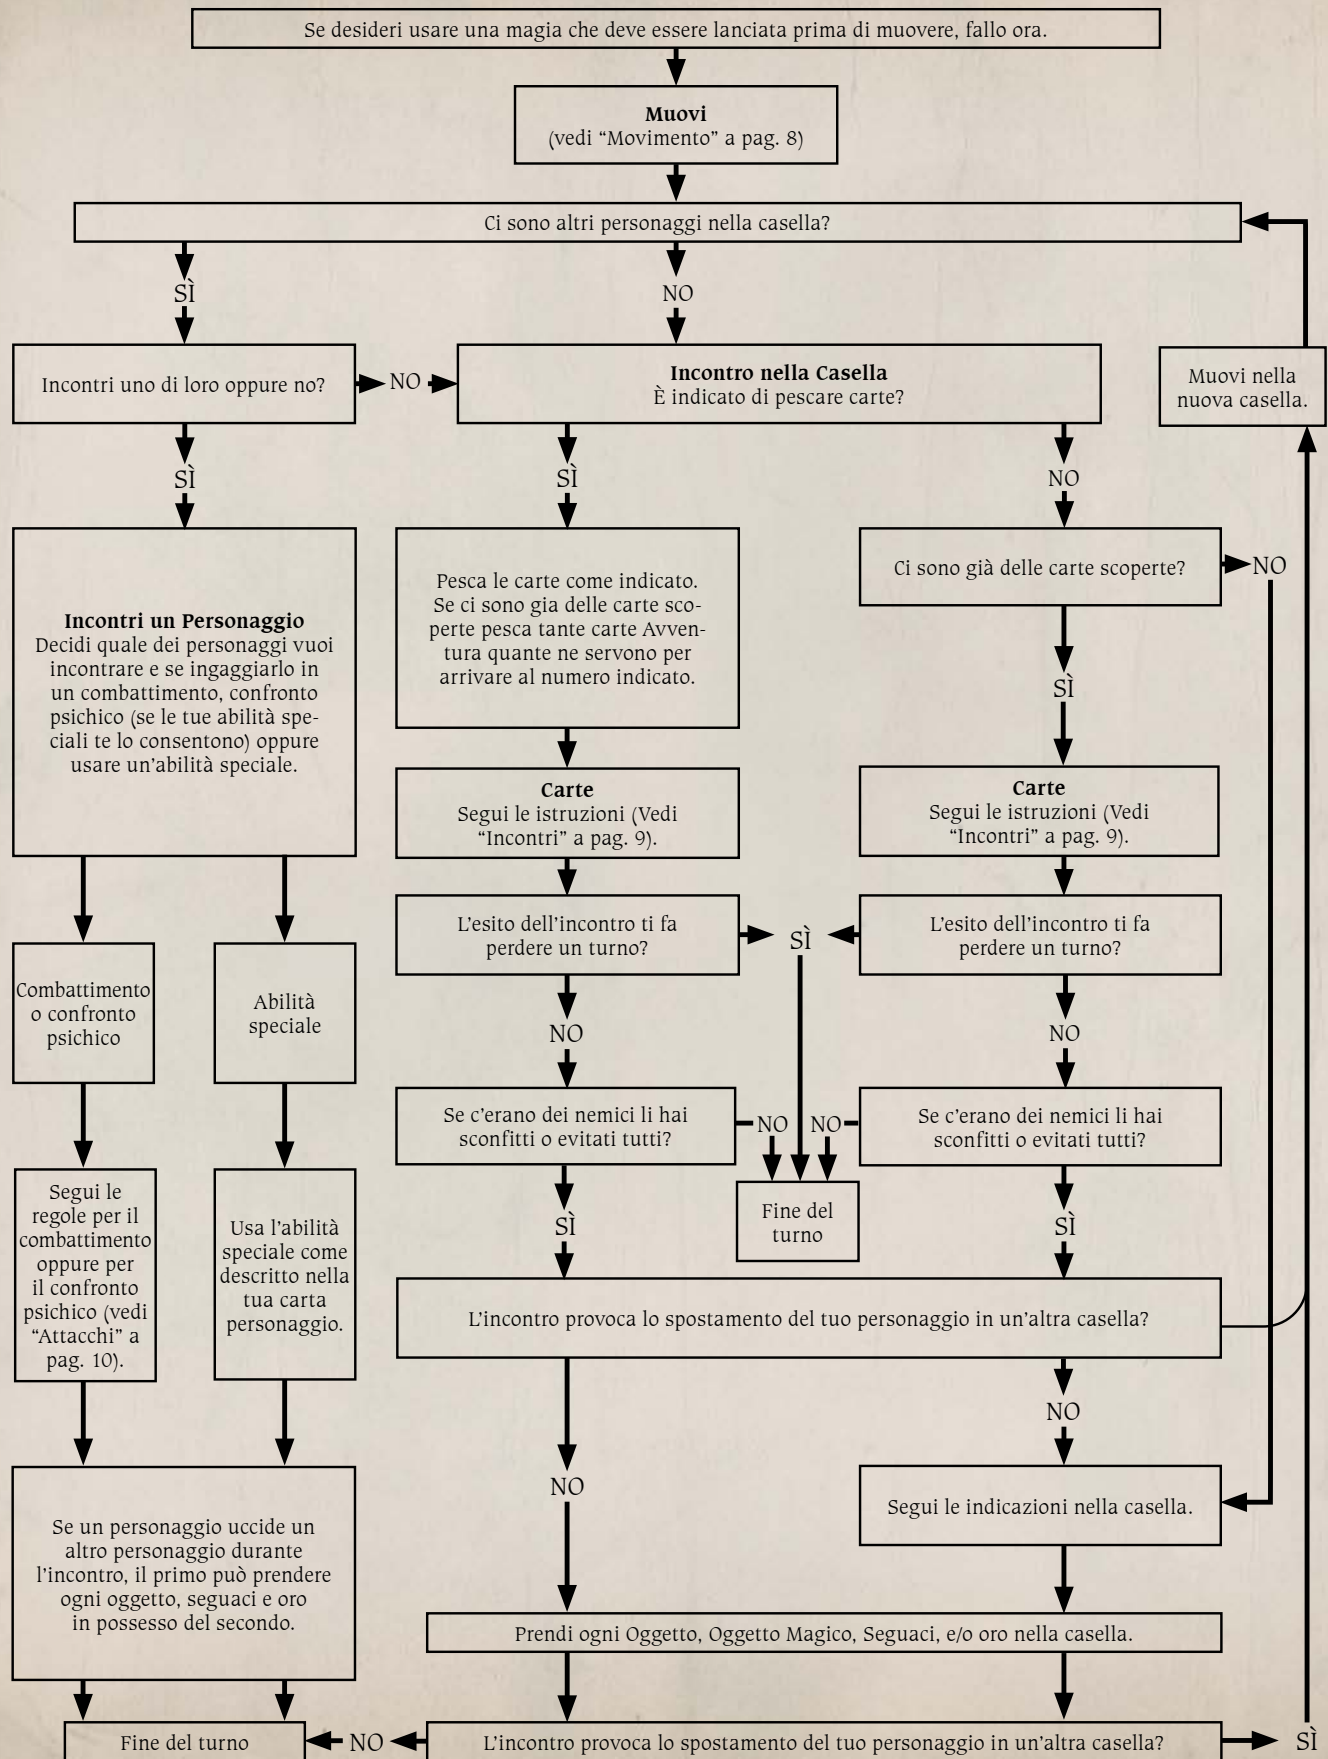 Se desideri usare una magia che deve essere lanciata prima di muovere, fallo ora.
Muovi
(vedi “Movimento” a pag. 8)
Ci sono altri personaggi nella casella?
SÌ
NO
Incontri uno di loro oppure no?
NO
Incontro nella Casella
È indicato di pescare carte?
Muovi nella
nuova casella.
SÌ
SÌ
NO
Incontri un Personaggio
Decidi quale dei personaggi vuoi
incontrare e se ingaggiarlo in
un combattimento, confronto
psichico (se le tue abilità spe-
ciali te lo consentono) oppure
usare un’abilità speciale.
Pesca le carte come indicato.
Se ci sono gia delle carte sco-
perte pesca tante carte Avven-
tura quante ne servono per
arrivare al numero indicato.
Ci sono già delle carte scoperte?
NO
SÌ
Carte
Segui le istruzioni (Vedi
“Incontri” a pag. 9).
Carte
Segui le istruzioni (Vedi
“Incontri” a pag. 9).
L’esito dell’incontro ti fa
perdere un turno?
SÌ
L’esito dell’incontro ti fa
perdere un turno?
Combattimento
o confronto
psichico
Abilità
speciale
NO
NO
Se c’erano dei nemici li hai
sconfitti o evitati tutti?
NO
NO
Se c’erano dei nemici li hai
sconfitti o evitati tutti?
Segui le
regole per il
combattimento
oppure per
il confronto
psichico (vedi
“Attacchi” a
pag. 10).
Usa l’abilità
speciale come
descritto nella
tua carta
personaggio.
SÌ
Fine del
turno
SÌ
L’incontro provoca lo spostamento del tuo personaggio in un’altra casella?
NO
NO
Segui le indicazioni nella casella.
Se un personaggio uccide un
altro personaggio durante
l’incontro, il primo può prendere
ogni oggetto, seguaci e oro
in possesso del secondo.
Prendi ogni Oggetto, Oggetto Magico, Seguaci, e/o oro nella casella.
Fine del turno
NO
L’incontro provoca lo spostamento del tuo personaggio in un’altra casella?
SÌ